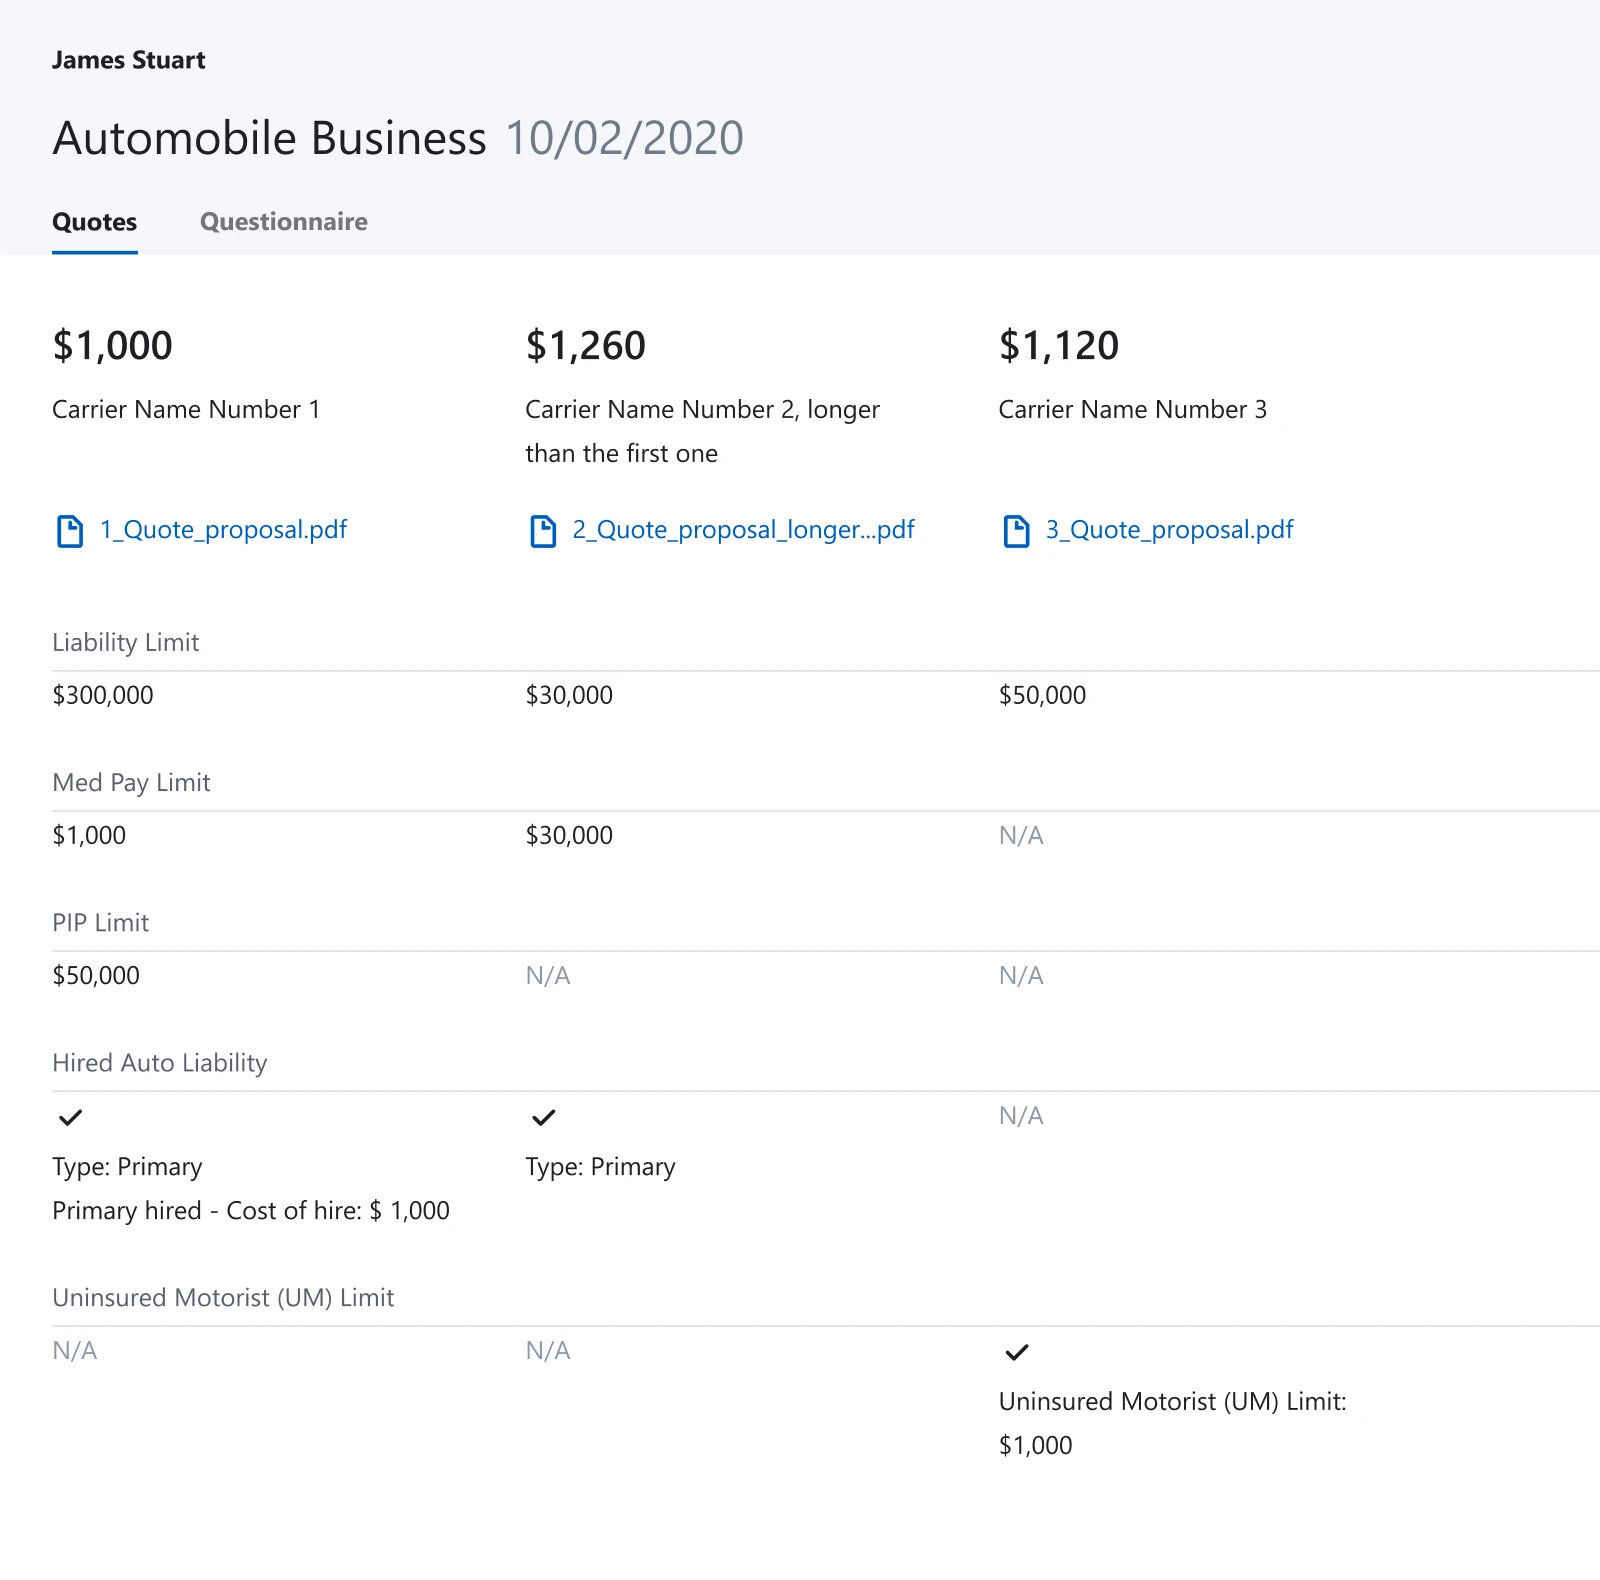 James Stuart
Automobile Business 10/02/2020
Quotes Questionnaire
$1,000 $1,260 $1,120
Carrier Name Number 1 Carrier Name Number 2, longer Carrier Name Number 3
than the first one
1_Quote_proposal.pdf 2_Quote_proposal_longer...pdf 3_Quote_proposal.pdf
Liability Limit
$300,000 $30,000 $50,000
Med Pay Limit
$1,000 $30,000 N/A
PIP Limit
$50,000 N/A N/A
Hired Auto Liability
N/A
Type: Primary Type: Primary
Primary hired - Cost of hire: $ 1,000
Uninsured Motorist (UM) Limit
N/A N/A
Uninsured Motorist (UM) Limit:
$1,000